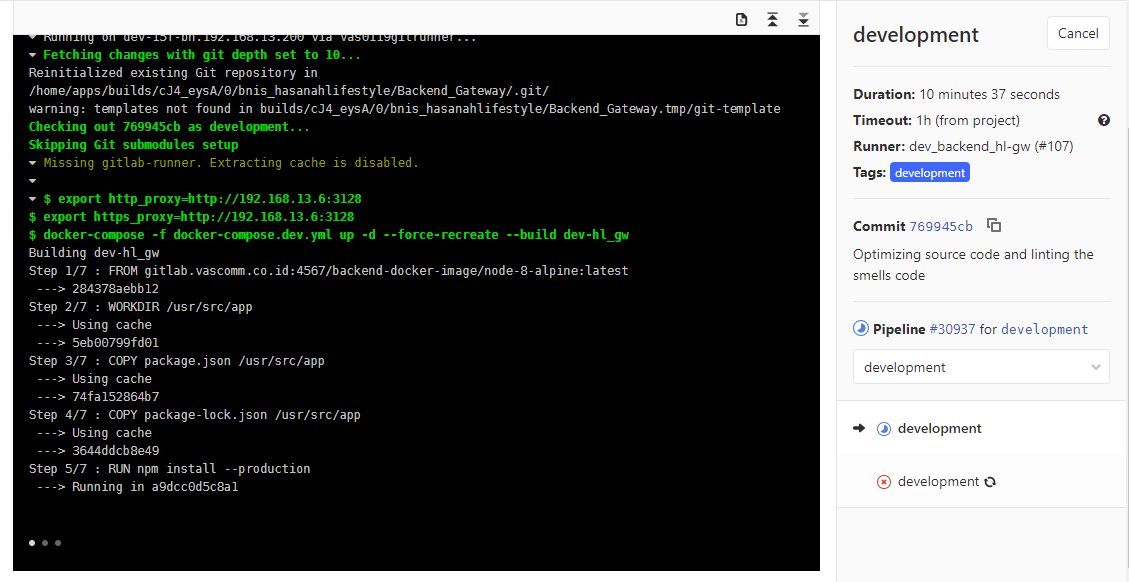 Running on dev-15f-bn.192.168.13.200 via vas0119gitrunner...
Fetching changes with git depth set to 10...
Reinitialized existing Git repository in
/home/apps/builds/cJ4_eysA/0/bnis_hasanahlifestyle/Backend_Gateway/.git/
warning: templates not found in builds/cJ4_eysA/0/bnis_hasanahlifestyle/Backend_Gateway.tmp/git-template
Checking out 769945cb as development...
Skipping Git submodules setup
Missing gitlab-runner. Extracting cache is disabled.
$ export http_proxy=http://192.168.13.6:3128
$ export https_proxy=http://192.168.13.6:3128
$ docker-compose -f docker-compose.dev.yml up -d --force-recreate --build dev-hl_gw
Building dev-hl_gw
Step 1/7 : FROM gitlab.vascomm.co.id:4567/backend-docker-image/node-8-alpine:latest
---> 284378aebb12
Step 2/7 : WORKDIR /usr/src/app
---> Using cache
---> 5eb00799fd01
Step 3/7 : COPY package.json /usr/src/app
---> Using cache
---> 74fa152864b7
Step 4/7 : COPY package-lock.json /usr/src/app
---> Using cache
---> 3644ddcb8e49
Step 5/7 : RUN npm install --production
---> Running in a9dcc0d5c8a1
development
Cancel
Duration: 10 minutes 37 seconds
Timeout: 1h (from project)
Runner: dev_backend_hl-gw (#107)
Tags: development
Commit 769945cb
Optimizing source code and linting the
smells code
Pipeline #30937 for development
development
development
development